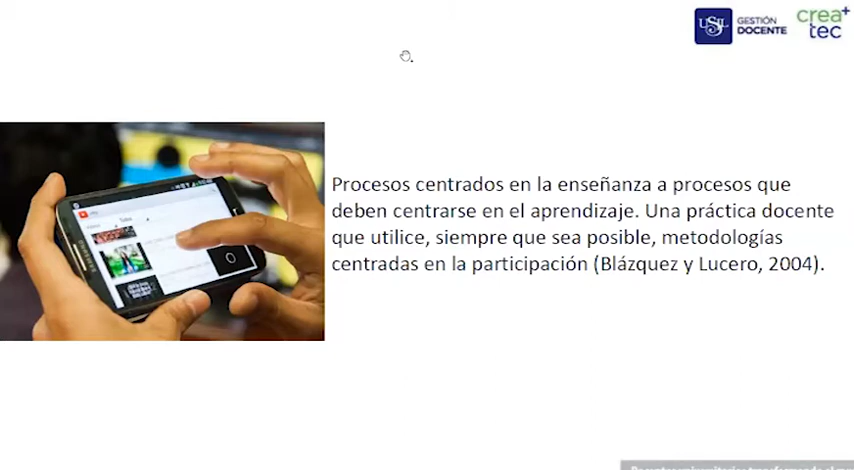 USIL
GESTIÓN
DOCENTE
crea+
tec
Procesos centrados en la enseñanza a procesos que
deben centrarse en el aprendizaje. Una práctica docente
que utilice, siempre que sea posible, metodologías
centradas en la participación (Blázquez y Lucero, 2004).
SAMSUNG